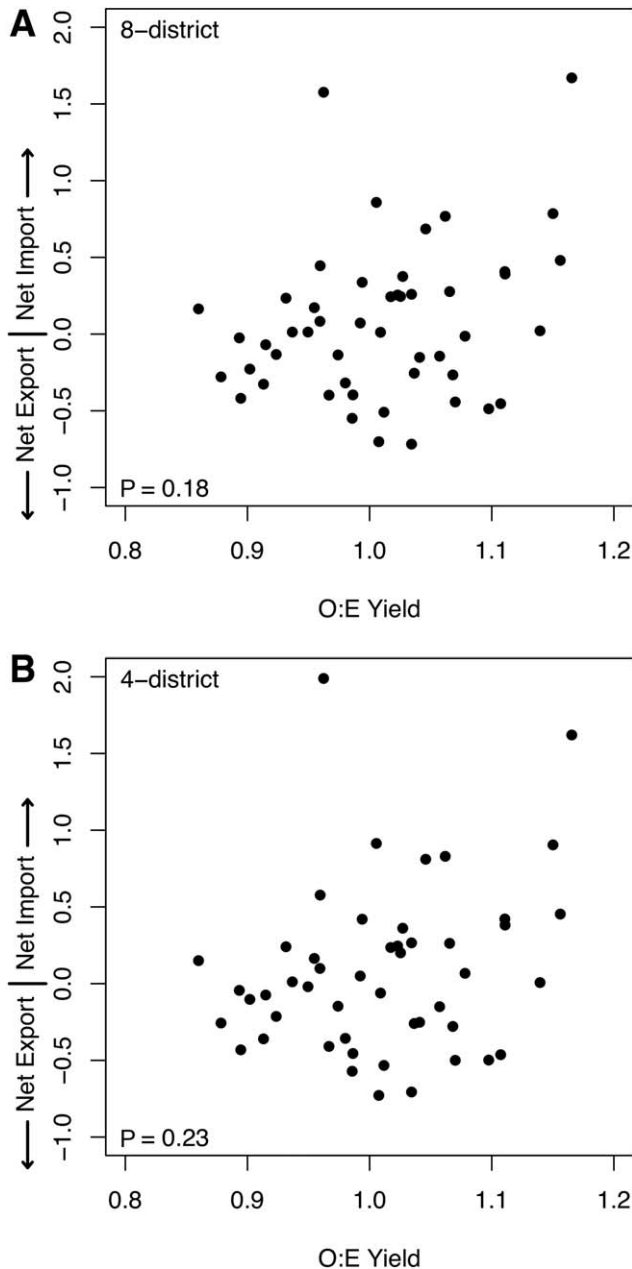 A
8−district
2.0
1.5
1.0
0.5
0.0
−0.5
−1.0
← Net Export | Net Import →
P = 0.18
0.8 0.9 1.0 1.1 1.2
O:E Yield
B
4−district
2.0
1.5
1.0
0.5
0.0
−0.5
−1.0
← Net Export | Net Import →
P = 0.23
0.8 0.9 1.0 1.1 1.2
O:E Yield